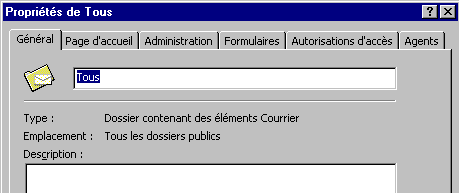 Propriétés de Tous
Général Page d'accueil Administration Formulaires Autorisations d'accès Agents
Tous
Type : Dossier contenant des éléments Courrier
Emplacement : Tous les dossiers publics
Description :